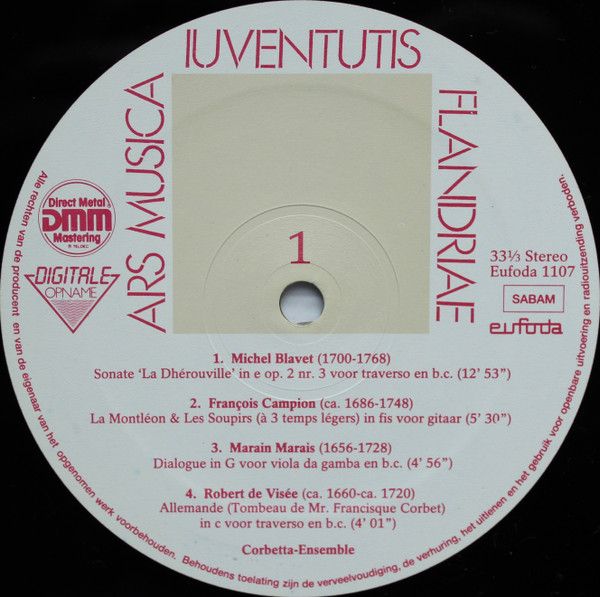 ARS MUSICA
IUVENTUTIS
FLANDRIAE
Direct Metal
DMM
Mastering
® TELDEC
DIGITALE
OPNAME
1
33⅓ Stereo
Eufoda 1107
SABAM
eufoda
1. Michel Blavet (1700-1768)
Sonate ‘La Dhérouville’ in e op. 2 nr. 3 voor traverso en b.c. (12’ 53”)
2. François Campion (ca. 1686-1748)
La Montléon & Les Soupirs (à 3 temps légers) in fis voor gitaar (5’ 30”)
3. Marain Marais (1656-1728)
Dialogue in G voor viola da gamba en b.c. (4’ 56”)
4. Robert de Visée (ca. 1660-ca. 1720)
Allemande (Tombeau de Mr. Francisque Corbet)
in c voor traverso en b.c. (4’ 01”)
Corbetta-Ensemble
Alle rechten van de producent en van de eigenaar van het opgenomen werk voorbehouden. Behoudens toelating zijn de verveelvoudiging, de verhuring, het uitlenen en het gebruik voor openbare uitvoering en radiouitzending verboden.